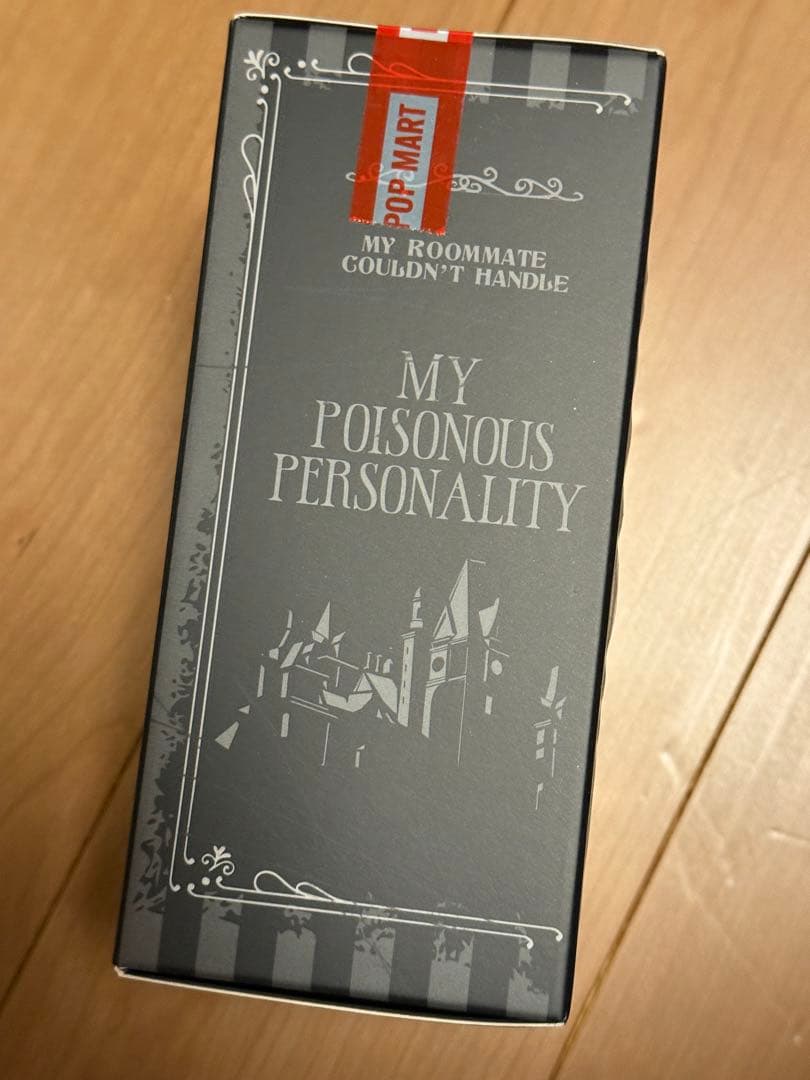 POP MART
MY ROOMMATE
COULDN'T HANDLE
MY
POISONOUS
PERSONALITY